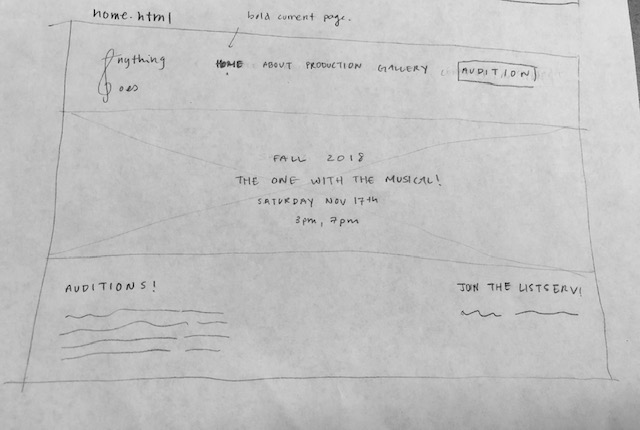 home.html
bold current page.
nything
oes
HOME ABOUT PRODUCTION GALLERY AUDITION
FALL 2018
THE ONE WITH THE MUSICAL!
SATURDAY NOV 17th
3pm, 7pm
AUDITIONS!
JOIN THE LISTSERV!